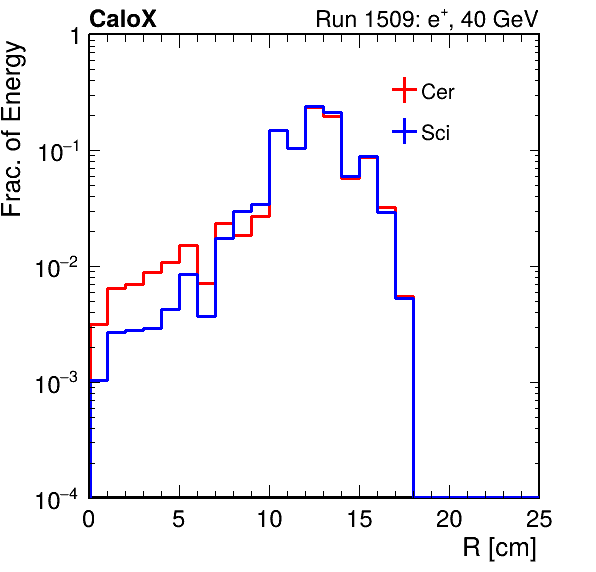 CaloX Run 1509: e⁺, 40 GeV
Frac. of Energy
1
10⁻¹
10⁻²
10⁻³
10⁻⁴
Cer
Sci
0 5 10 15 20 25
R [cm]